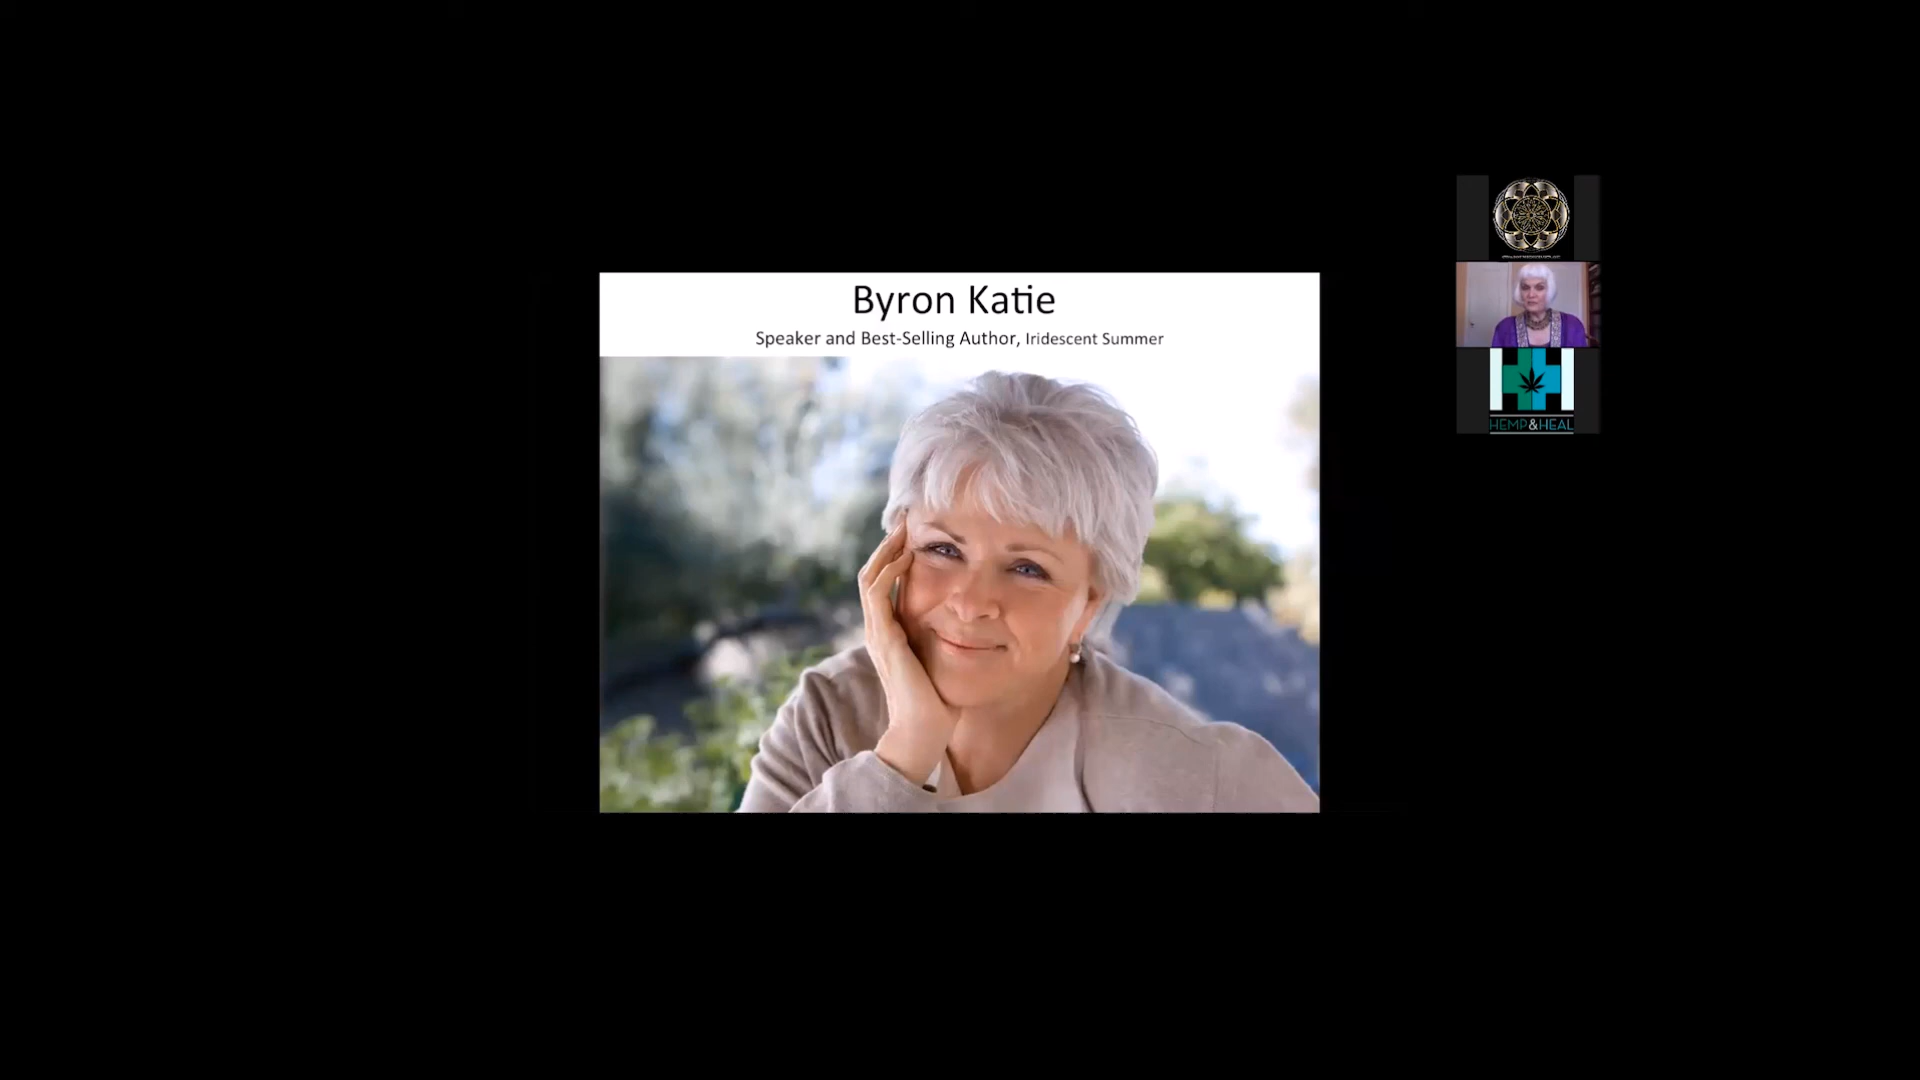 Byron Katie
Speaker and Best-Selling Author, Iridescent Summer
HEMP&HEAL